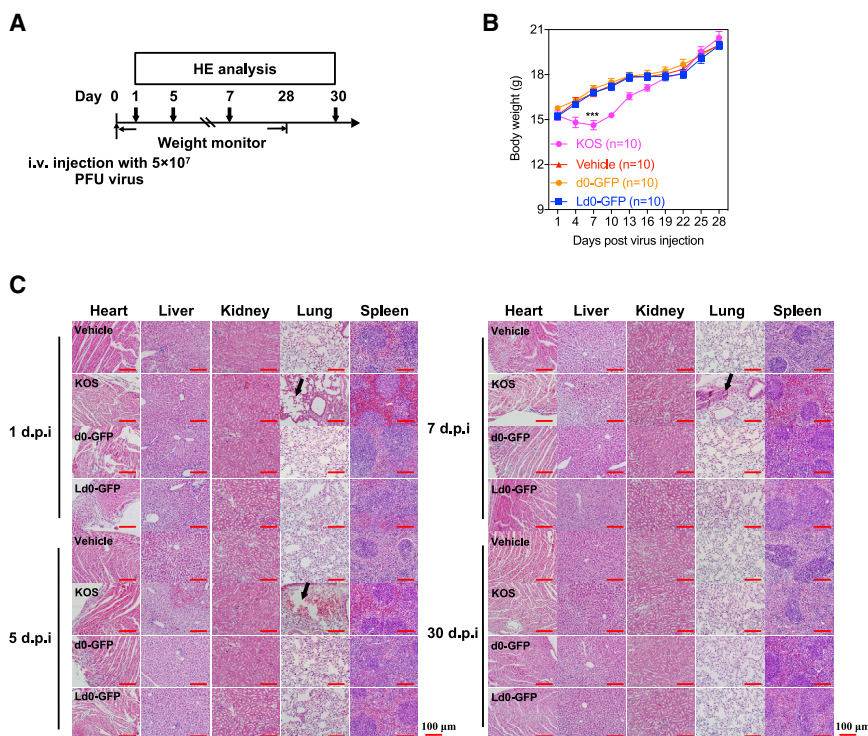 A
HE analysis
Day 0 1 5 7 28 30
Weight monitor
i.v. injection with 5×10⁷
PFU virus
B
Body weight (g)
21
18
15
12
9
***
KOS (n=10)
Vehicle (n=10)
d0-GFP (n=10)
Ld0-GFP (n=10)
1 4 7 10 13 16 19 22 25 28
Days post virus injection
C
Heart Liver Kidney Lung Spleen
1 d.p.i
Vehicle
KOS
d0-GFP
Ld0-GFP
5 d.p.i
Vehicle
KOS
d0-GFP
Ld0-GFP
100 μm
Heart Liver Kidney Lung Spleen
7 d.p.i
Vehicle
KOS
d0-GFP
Ld0-GFP
30 d.p.i
Vehicle
KOS
d0-GFP
Ld0-GFP
100 μm